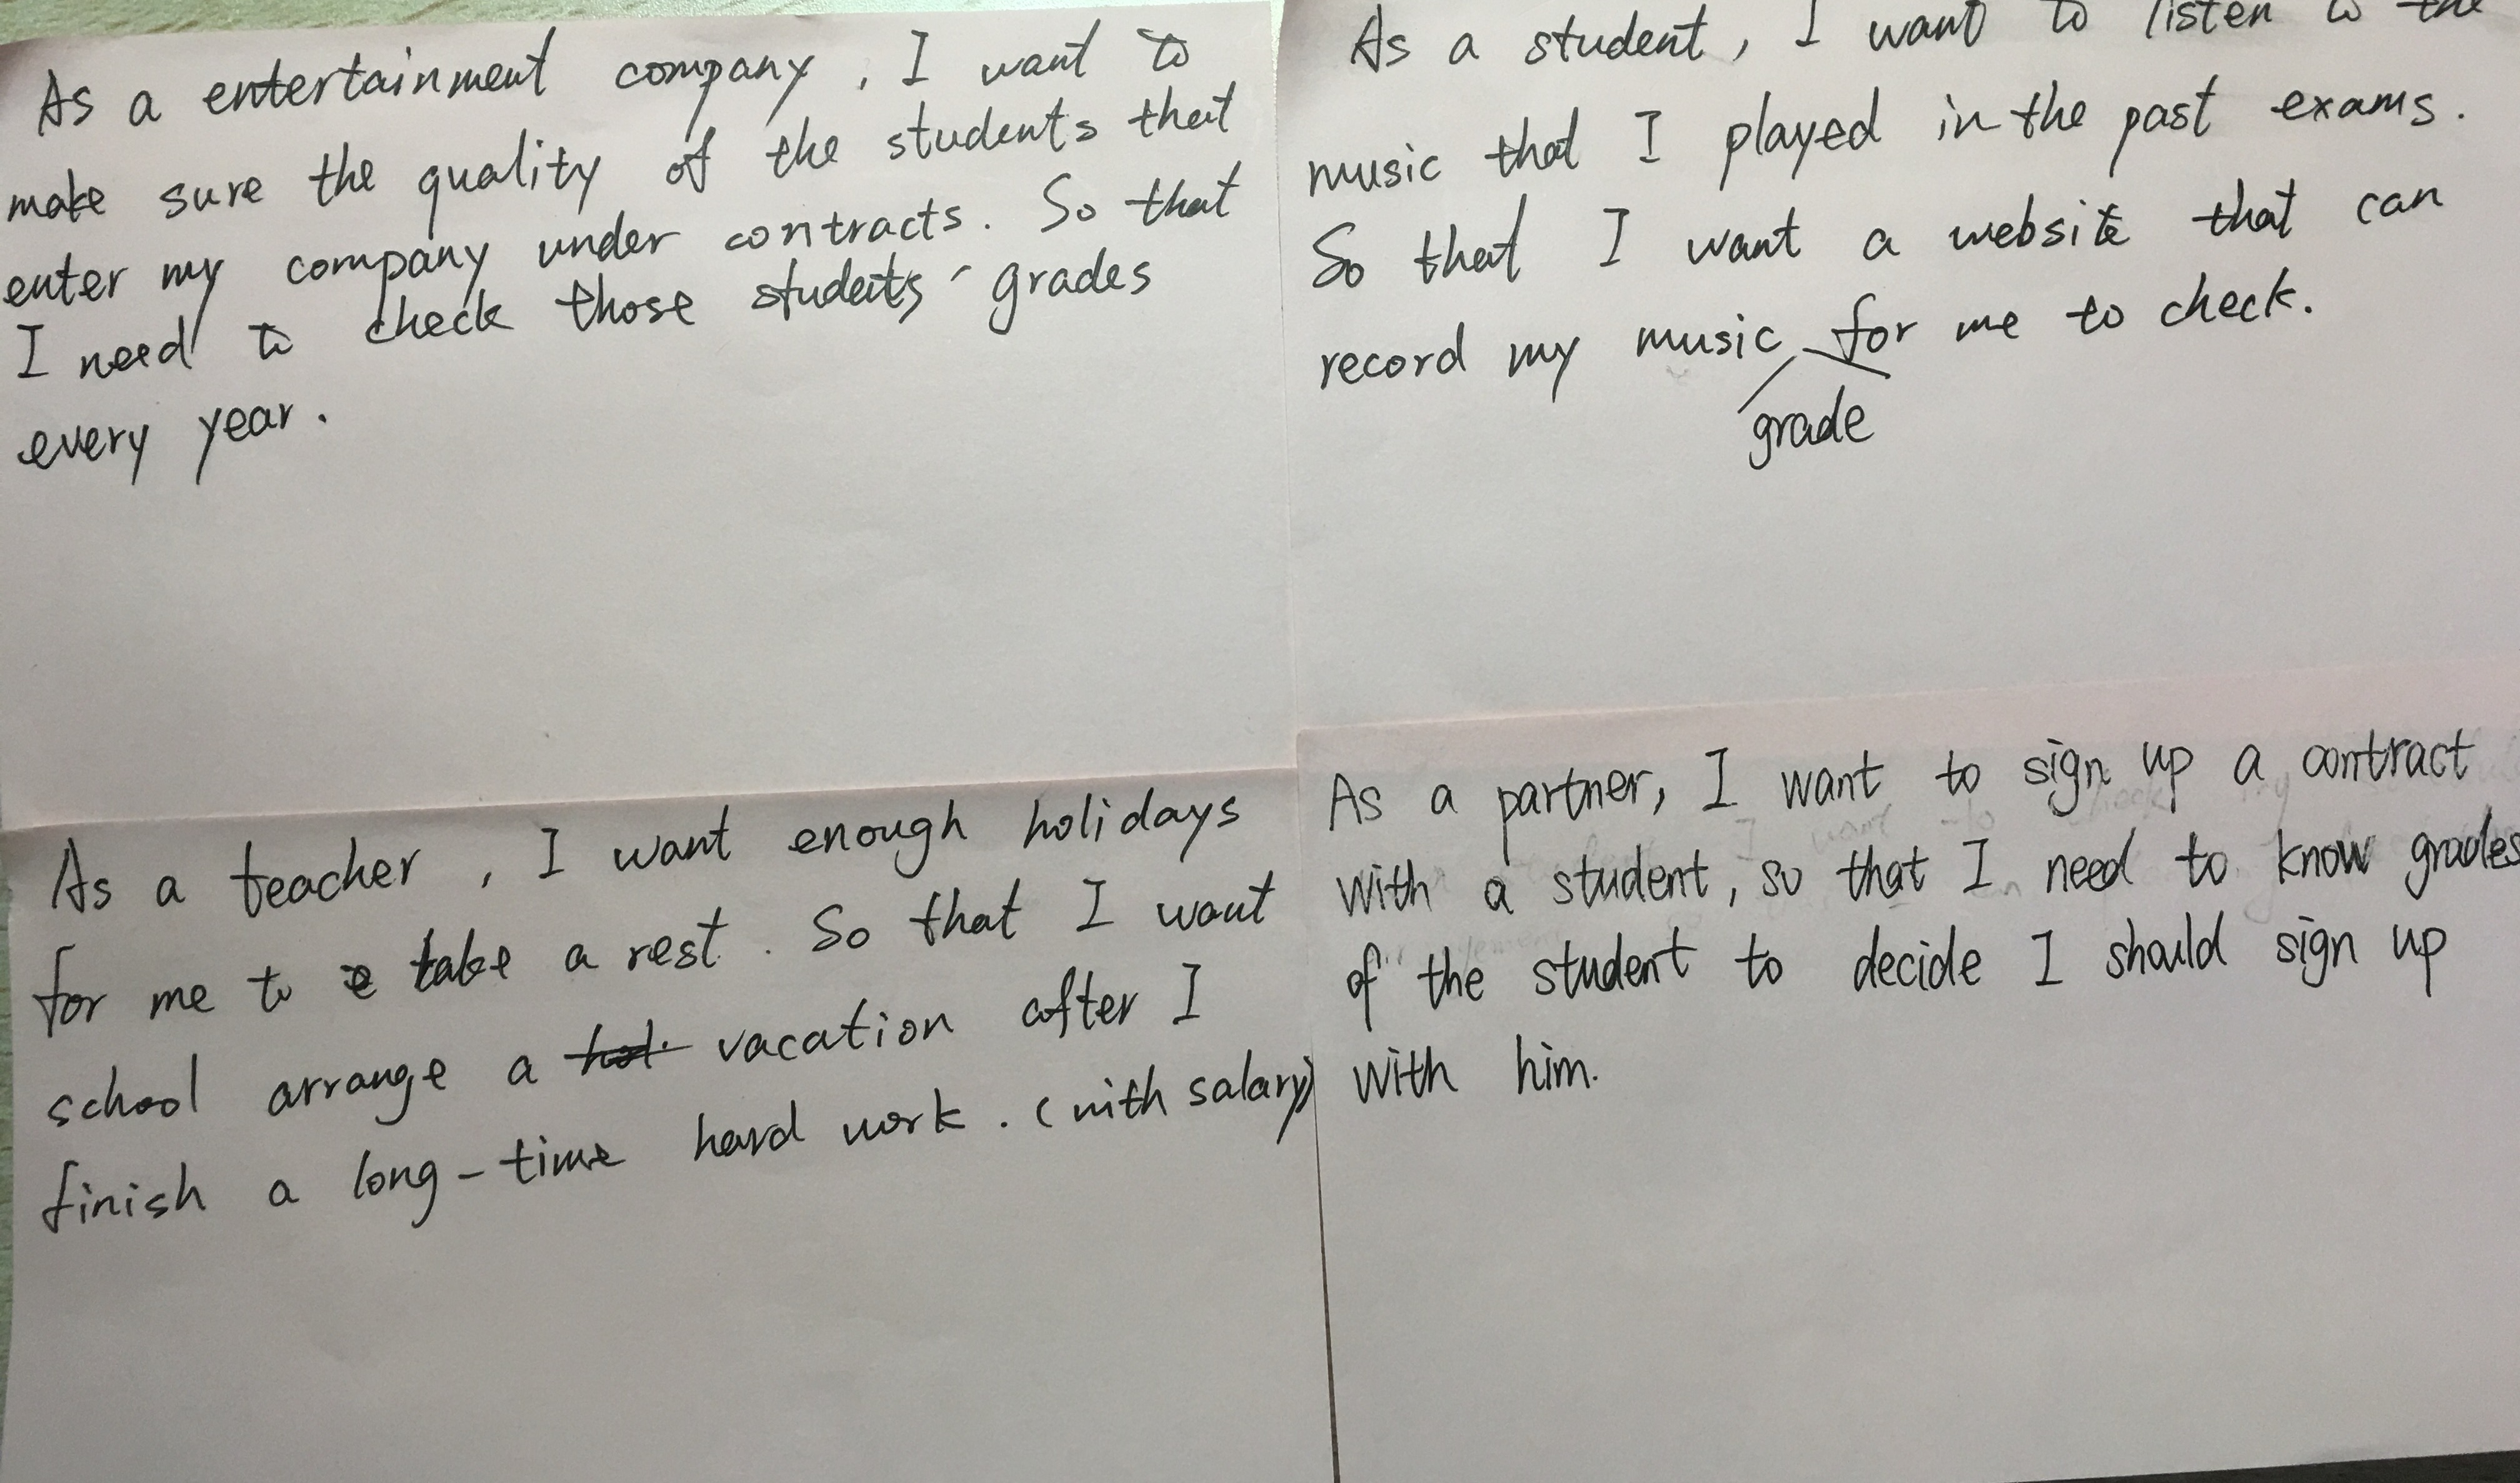 As a entertainment company, I want to
make sure the quality of the students that
enter my company under contracts. So that
I need to check those students' grades
every year.
As a student, I want to listen to the
music that I played in the past exams.
So that I want a website that can
record my music for me to check.
grade
As a teacher, I want enough holidays
for me to take a rest. So that I want
school arrange a vacation after I
finish a long-time hard work. (with salary)
As a partner, I want to sign up a contract
with a student, so that I need to know grades
of the student to decide I should sign up
with him.